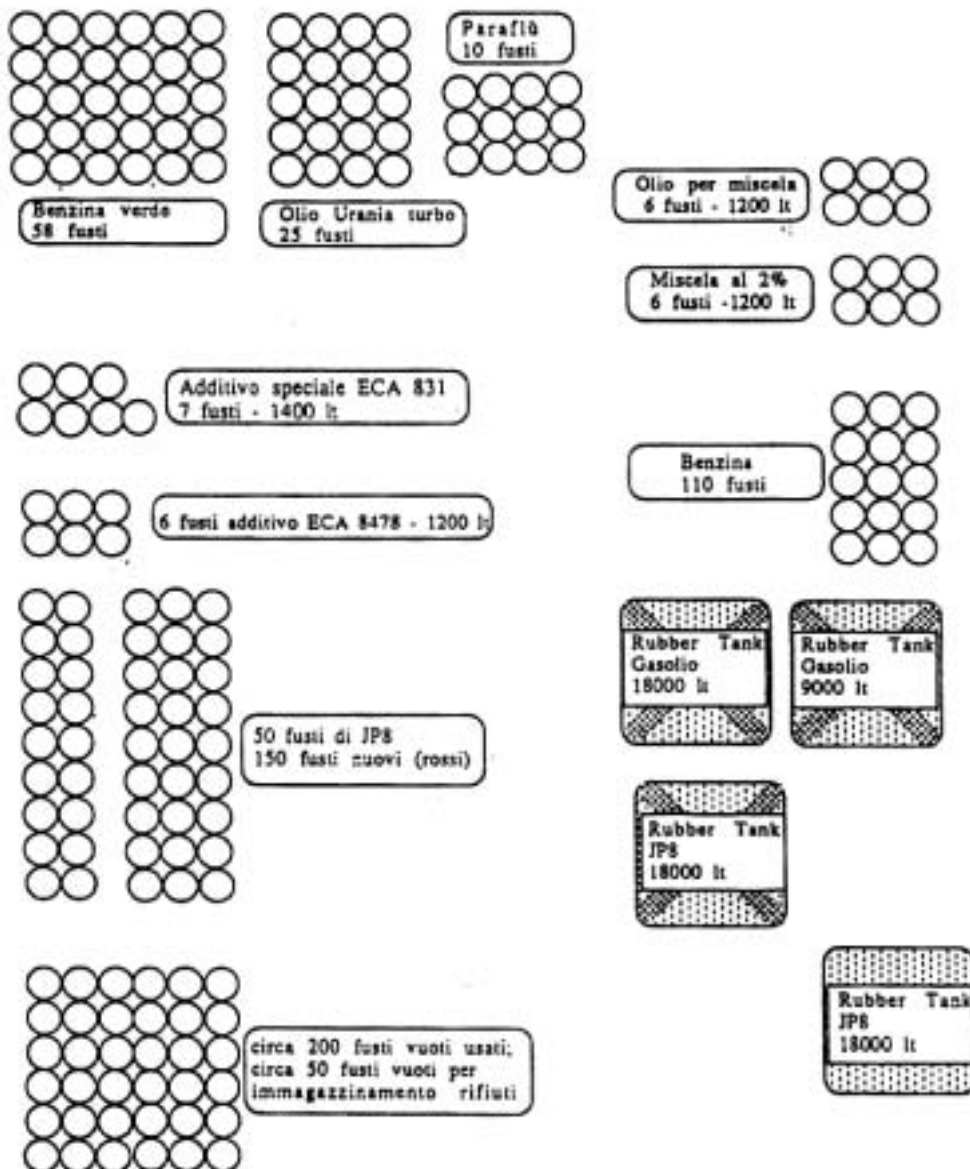 Paraflù
10 fusti
Benzina verde
58 fusti
Olio Urania turbo
25 fusti
Olio per miscela
6 fusti - 1200 lt
Miscela al 2%
6 fusti -1200 lt
Additivo speciale ECA 831
7 fusti - 1400 lt
Benzina
110 fusti
6 fusti additivo ECA 8478 - 1200 lt
Rubber Tank
Gasolio
18000 lt
Rubber Tank
Gasolio
9000 lt
50 fusti di JP8
150 fusti nuovi (rossi)
Rubber Tank
JP8
18000 lt
Rubber Tank
JP8
18000 lt
circa 200 fusti vuoti usati;
circa 50 fusti vuoti per
immagazzinamento rifiuti